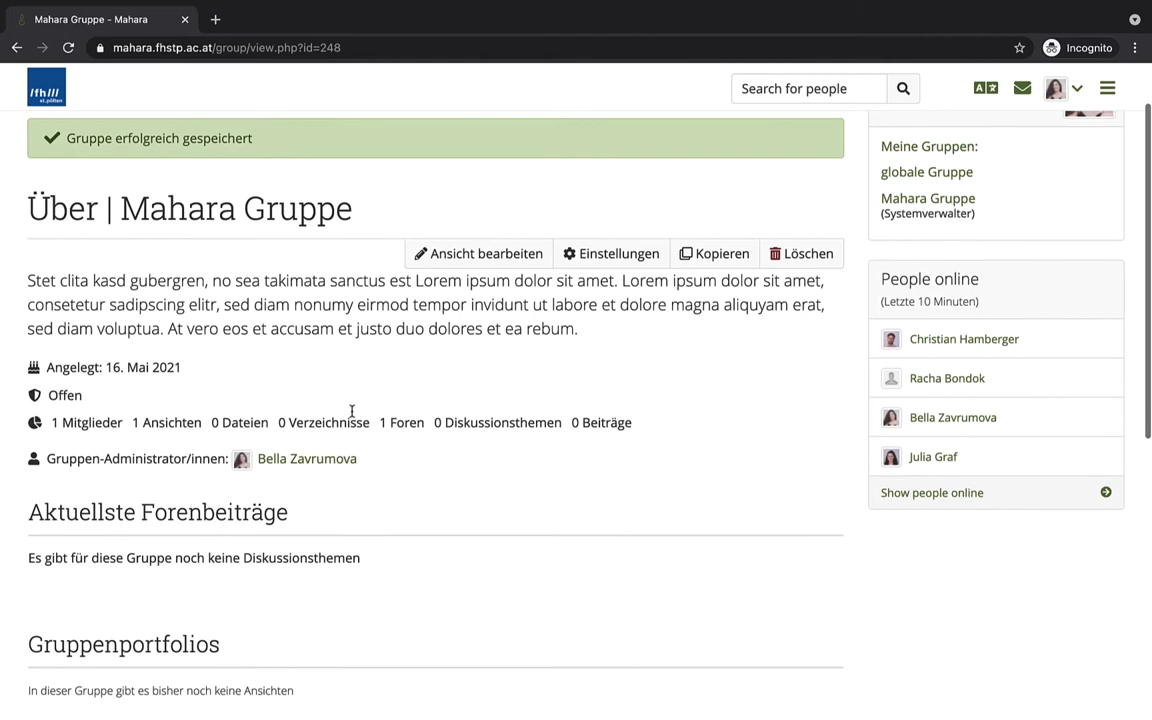 Mahara Gruppe - Mahara
mahara.fhstp.ac.at/group/view.php?id=248
Incognito
/fh///
st.pölten
Search for people
Gruppe erfolgreich gespeichert
Über | Mahara Gruppe
Ansicht bearbeiten
Einstellungen
Kopieren
Löschen
Stet clita kasd gubergren, no sea takimata sanctus est Lorem ipsum dolor sit amet. Lorem ipsum dolor sit amet,
consetetur sadipscing elitr, sed diam nonumy eirmod tempor invidunt ut labore et dolore magna aliquyam erat,
sed diam voluptua. At vero eos et accusam et justo duo dolores et ea rebum.
Angelegt: 16. Mai 2021
Offen
1 Mitglieder 1 Ansichten 0 Dateien 0 Verzeichnisse 1 Foren 0 Diskussionsthemen 0 Beiträge
Gruppen-Administrator/innen: Bella Zavrumova
Aktuellste Forenbeiträge
Es gibt für diese Gruppe noch keine Diskussionsthemen
Gruppenportfolios
In dieser Gruppe gibt es bisher noch keine Ansichten
Meine Gruppen:
globale Gruppe
Mahara Gruppe
(Systemverwalter)
People online
(Letzte 10 Minuten)
Christian Hamberger
Racha Bondok
Bella Zavrumova
Julia Graf
Show people online